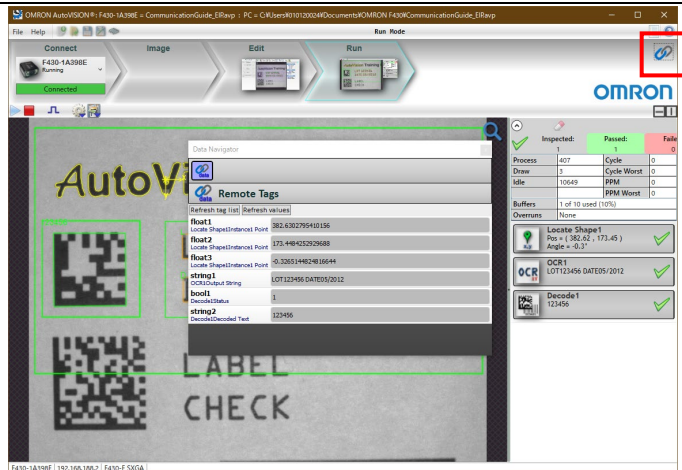 OMRON AutoVISION®: F430-1A398E = CommunicationGuide_EIRavp : PC = C:¥Users¥010120024¥Documents¥OMRON F430¥CommunicationGuide_EIRavp
File Help
Run Mode
Connect
Image
Edit
Run
F430-1A398E
Running
Connected
OMRON
Data Navigator
data
Remote Tags
Refresh tag list
Refresh values
float1
Locate Shape1Instance1 Point
382.6302795410156
float2
Locate Shape1Instance1 Point
173.4484252929688
float3
Locate Shape1Instance1 Point
-0.3265144824816644
string1
OCR1Output String
LOT123456 DATE05/2012
bool1
Decode1Status
1
string2
Decode1Decoded Text
123456
AutoV
LABEL
CHECK
Inspected:
1
Passed:
1
Faile
0
Process 407 Cycle 0
Draw 3 Cycle Worst 0
Idle 10649 PPM 0
PPM Worst 0
Buffers 1 of 10 used (10%)
Overruns None
Locate Shape1
Pos = ( 382.62 , 173.45 )
Angle = -0.3°
OCR
OCR1
LOT123456 DATE05/2012
Decode1
123456
F430-1A398E 192.168.188.2 F430-F SXGA